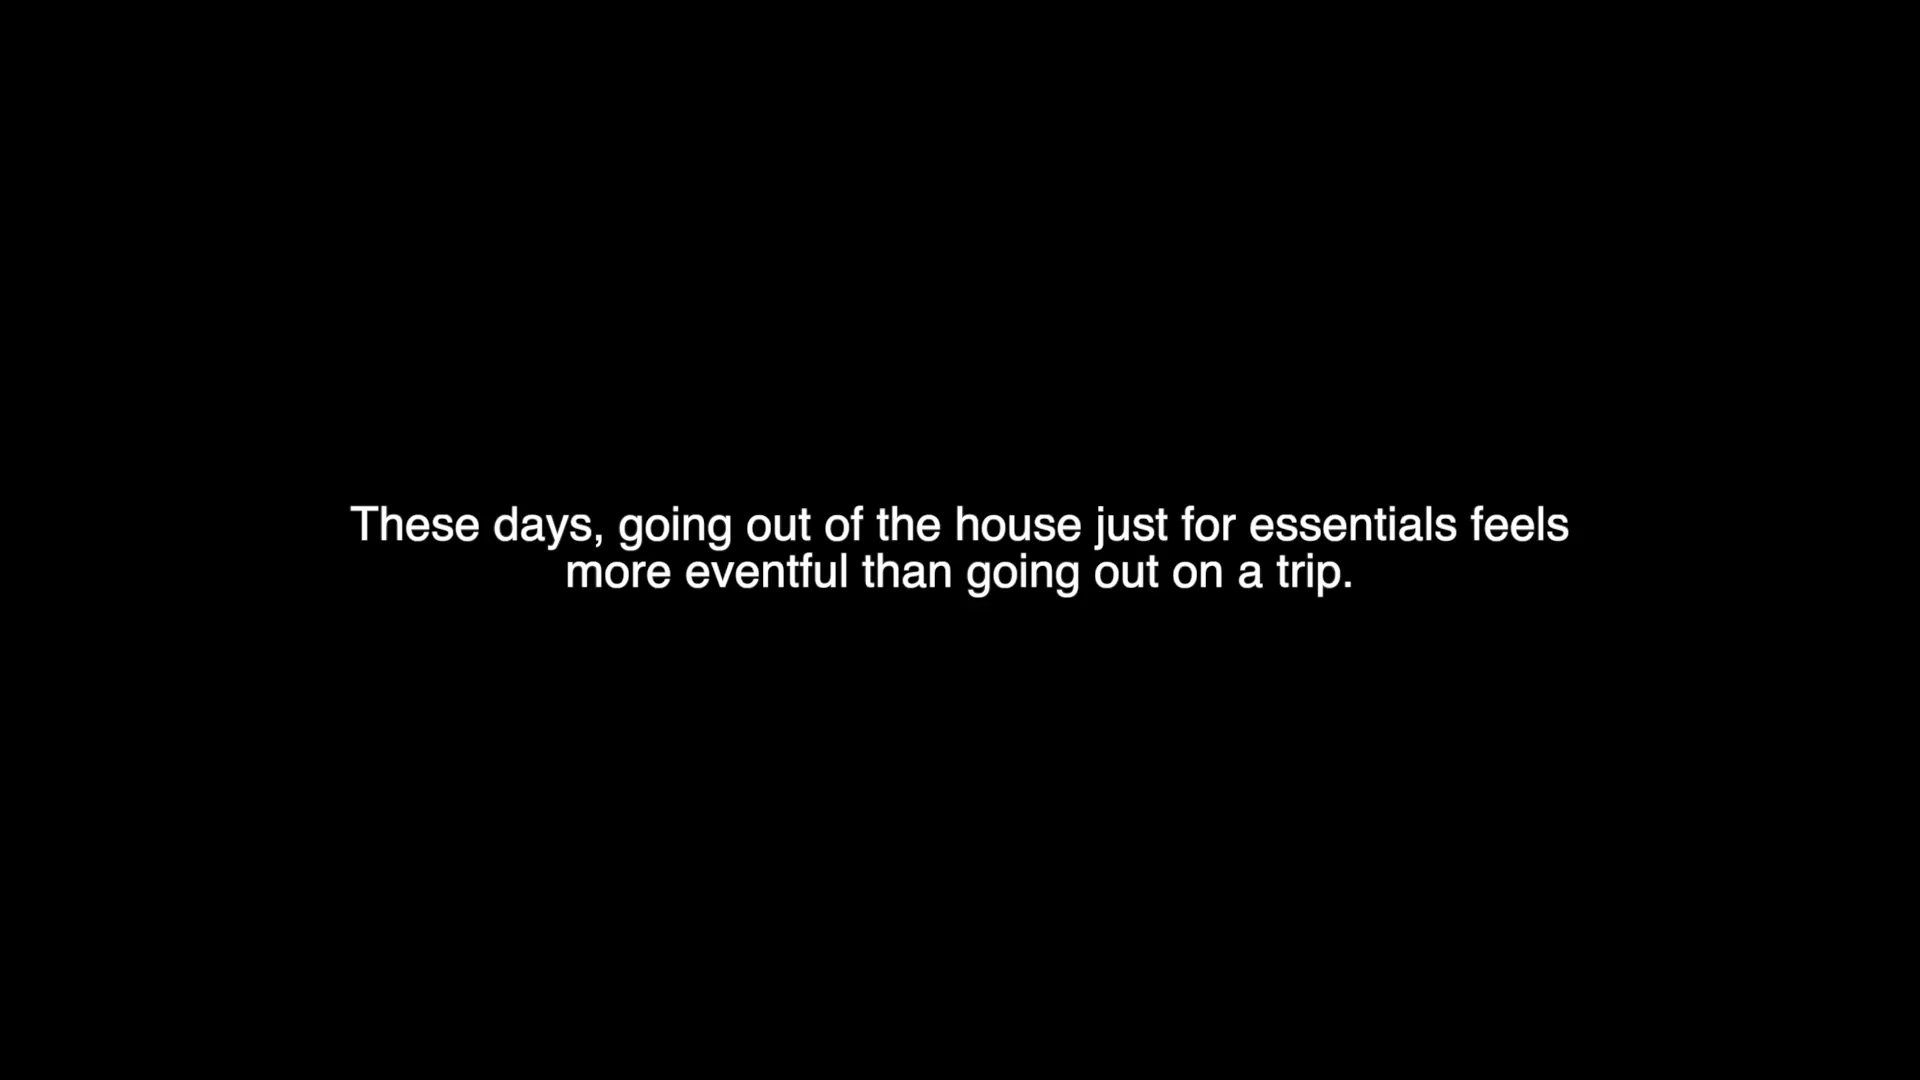 These days, going out of the house just for essentials feels
more eventful than going out on a trip.